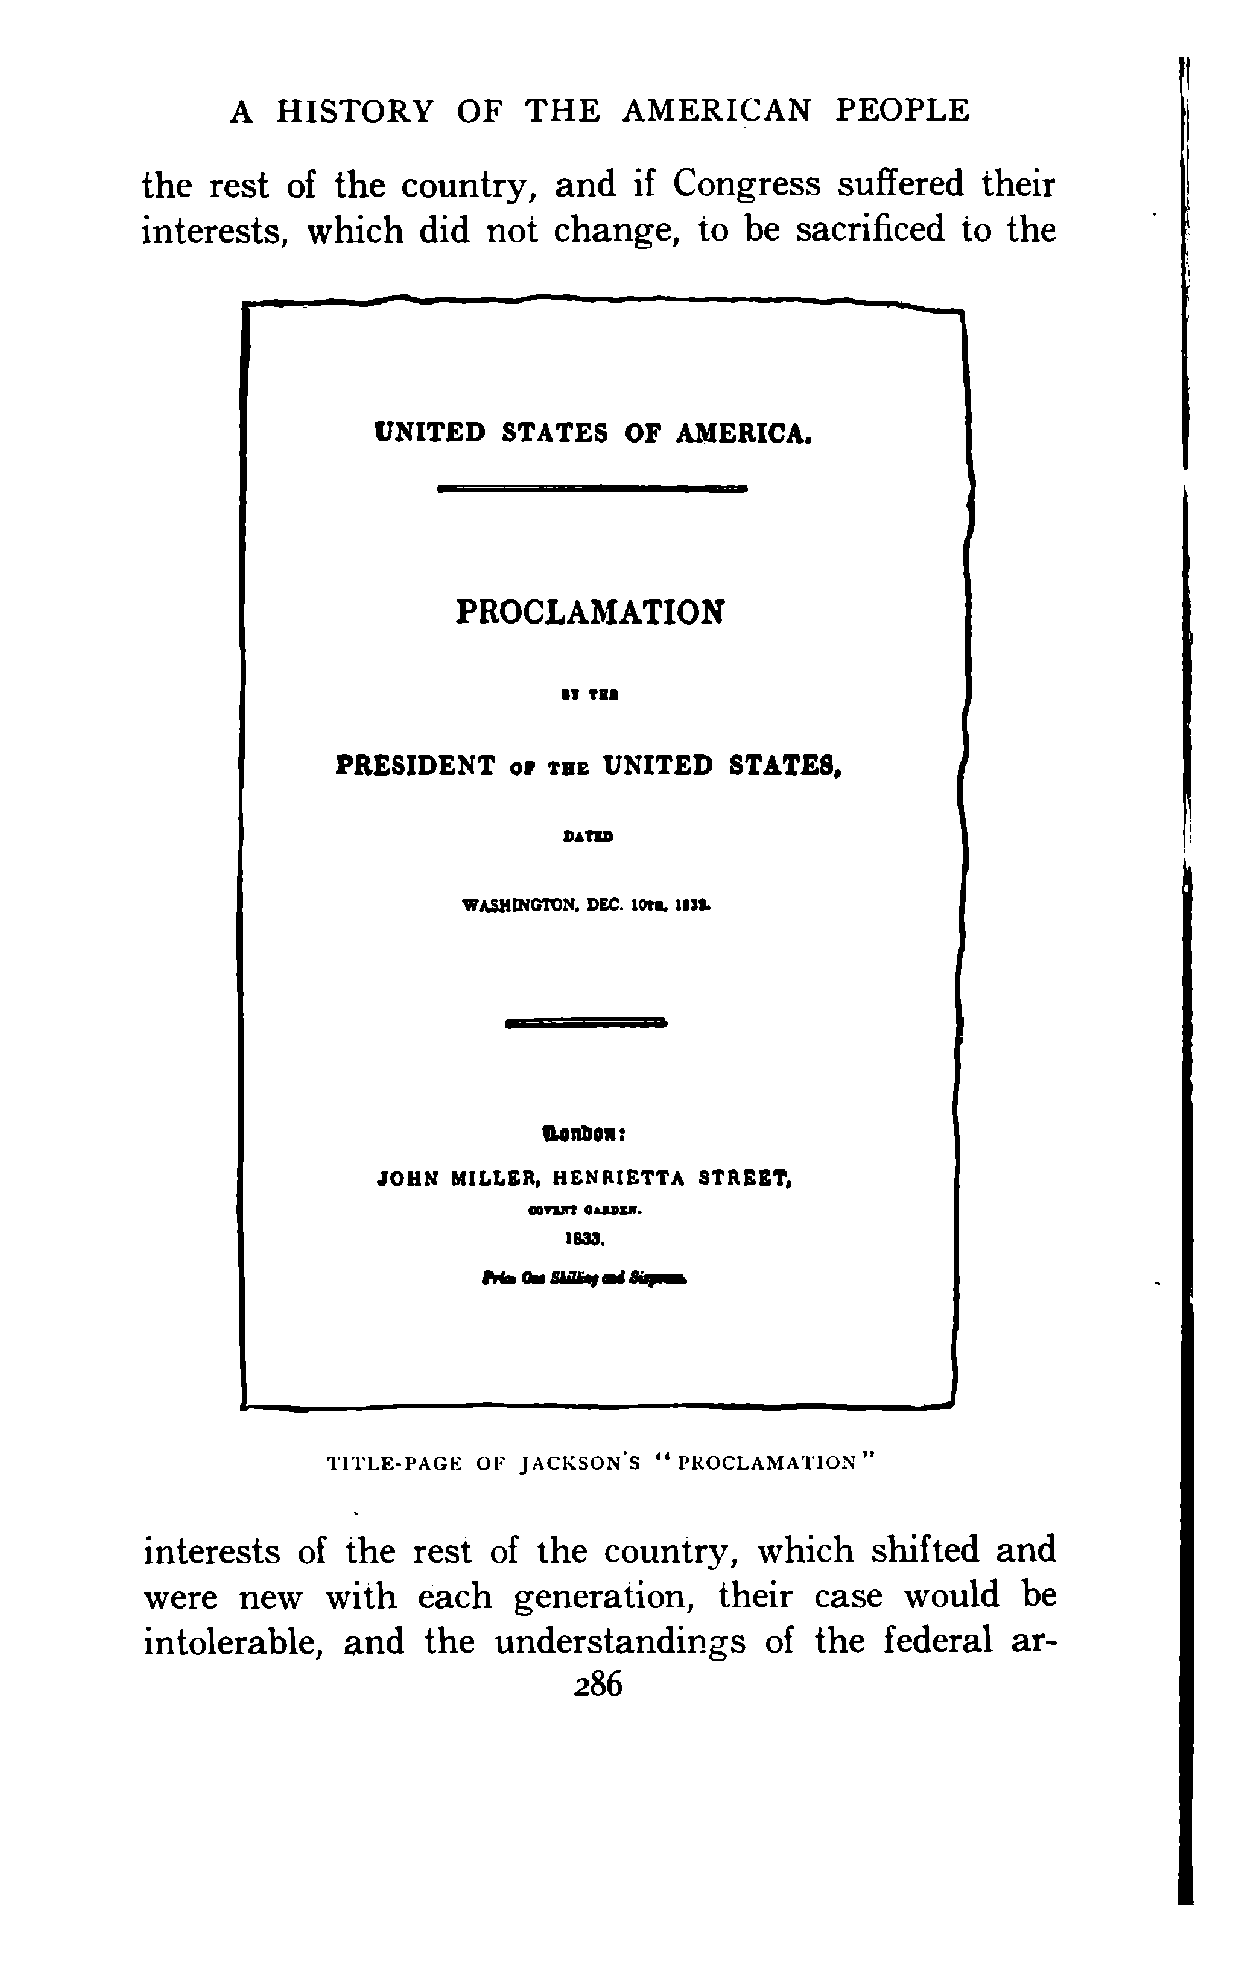 A HISTORY OF THE AMERICAN PEOPLE
the rest of the country, and if Congress suffered their
interests, which did not change, to be sacrificed to the
UNITED STATES OF AMERICA.
PROCLAMATION
BY THE
PRESIDENT OF THE UNITED STATES,
DATED
WASHINGTON, DEC. 10TH, 1832.
London:
JOHN MILLER, HENRIETTA STREET,
COVENT GARDEN.
1833.
Price One Shilling and Sixpence.
TITLE-PAGE OF JACKSON'S "PROCLAMATION"
interests of the rest of the country, which shifted and
were new with each generation, their case would be
intolerable, and the understandings of the federal ar-
286